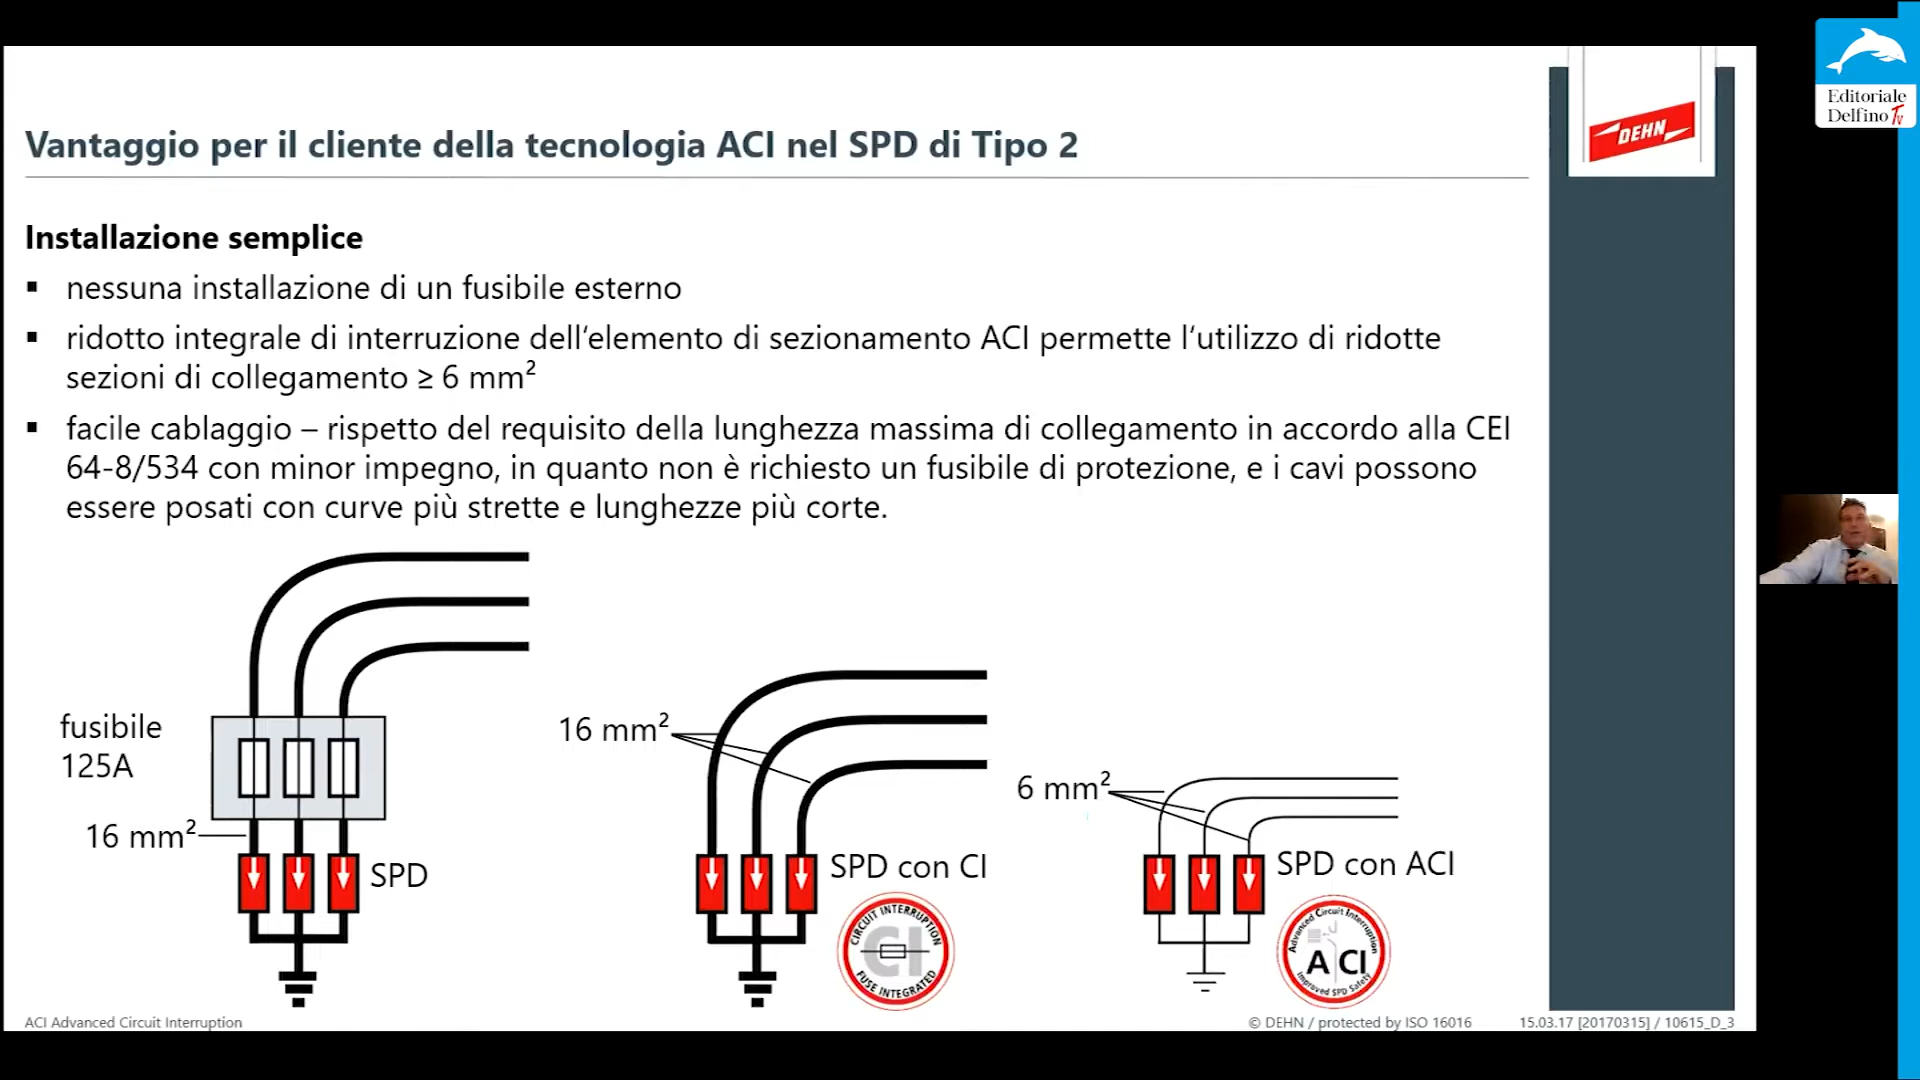 Editoriale
Delfino Tv
DEHN
Vantaggio per il cliente della tecnologia ACI nel SPD di Tipo 2
Installazione semplice
▪ nessuna installazione di un fusibile esterno
▪ ridotto integrale di interruzione dell‘elemento di sezionamento ACI permette l‘utilizzo di ridotte
sezioni di collegamento ≥ 6 mm²
▪ facile cablaggio – rispetto del requisito della lunghezza massima di collegamento in accordo alla CEI
64-8/534 con minor impegno, in quanto non è richiesto un fusibile di protezione, e i cavi possono
essere posati con curve più strette e lunghezze più corte.
fusibile
125A
16 mm²
SPD
16 mm²
SPD con CI
CIRCUIT INTERRUPTION
CI
FUSE INTEGRATED
6 mm²
SPD con ACI
Advanced Circuit Interruption
ACI
Improved SPD Safety
ACI Advanced Circuit Interruption
© DEHN / protected by ISO 16016
15.03.17 [20170315] / 10615_D_3